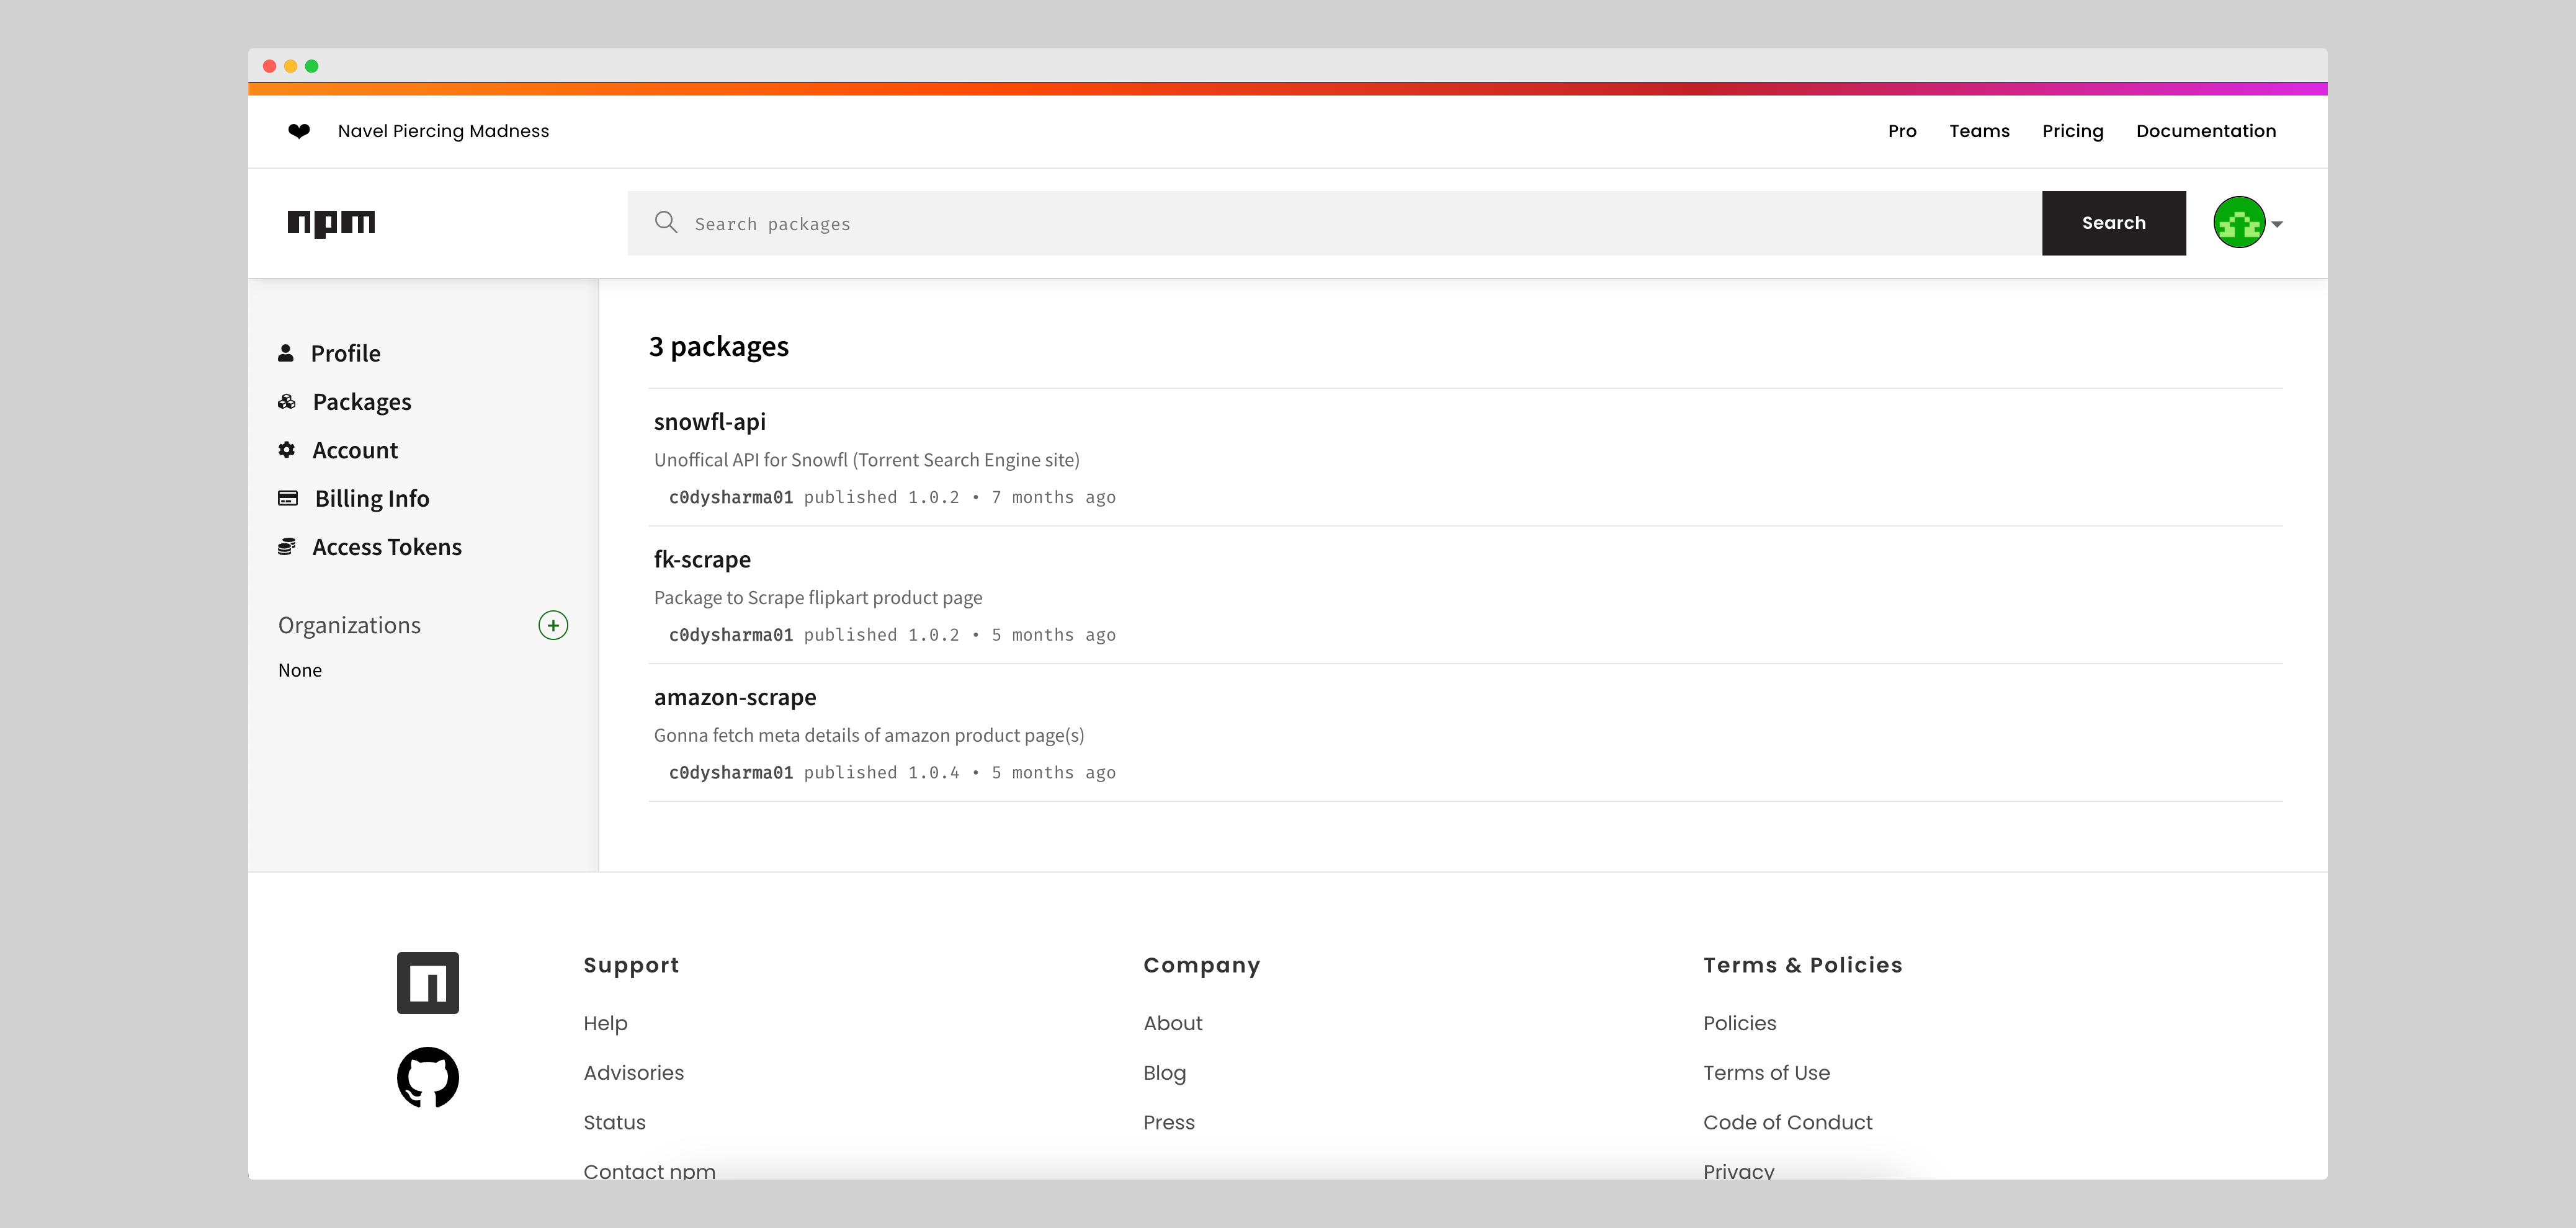 Navel Piercing Madness
Pro Teams Pricing Documentation
npm
Search packages
Search
Profile
Packages
Account
Billing Info
Access Tokens
Organizations
None
3 packages
snowfl-api
Unoffical API for Snowfl (Torrent Search Engine site)
c0dysharma01 published 1.0.2 • 7 months ago
fk-scrape
Package to Scrape flipkart product page
c0dysharma01 published 1.0.2 • 5 months ago
amazon-scrape
Gonna fetch meta details of amazon product page(s)
c0dysharma01 published 1.0.4 • 5 months ago
Support
Help
Advisories
Status
Contact npm
Company
About
Blog
Press
Terms & Policies
Policies
Terms of Use
Code of Conduct
Privacy